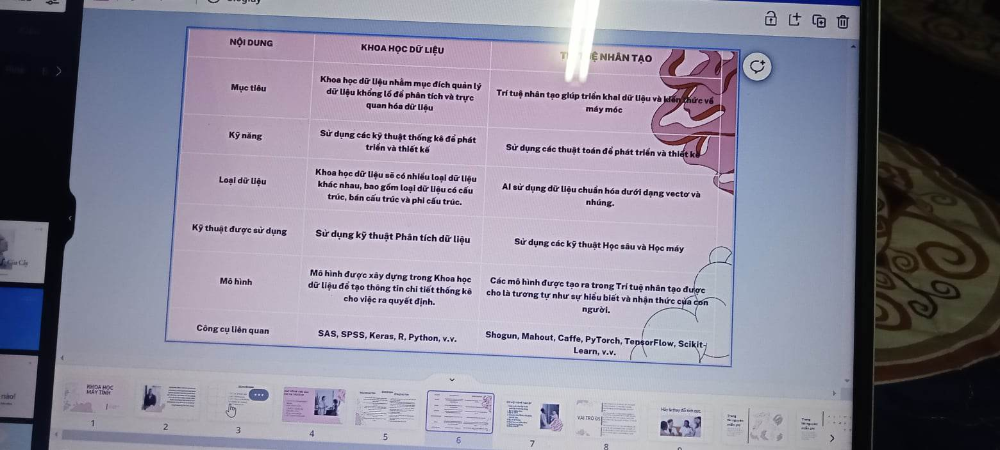 NỘI DUNG
KHOA HỌC DỮ LIỆU
NHÂN TẠO
Mục tiêu
Khoa học dữ liệu nhằm mục đích quản lý
dữ liệu khổng lồ để phân tích và trực
quan hóa dữ liệu
Trí tuệ nhân tạo giúp triển khai dữ liệu và kiến thức về
máy móc
Kỹ năng
Sử dụng các kỹ thuật thống kê để phát
triển và thiết kế
Sử dụng các thuật toán để phát triển và thiết kế
Loại dữ liệu
Khoa học dữ liệu sẽ có nhiều loại dữ liệu
khác nhau, bao gồm loại dữ liệu có cấu
trúc, bán cấu trúc và phi cấu trúc.
AI sử dụng dữ liệu chuẩn hóa dưới dạng vectơ và
nhúng.
Kỹ thuật được sử dụng
Sử dụng kỹ thuật Phân tích dữ liệu
Sử dụng các kỹ thuật Học sâu và Học máy
Mô hình
Mô hình được xây dựng trong Khoa học
dữ liệu để tạo thông tin chi tiết thống kê
cho việc ra quyết định.
Các mô hình được tạo ra trong Trí tuệ nhân tạo được
cho là tương tự như sự hiểu biết và nhận thức của con
người.
Công cụ liên quan
SAS, SPSS, Keras, R, Python, v.v.
Shogun, Mahout, Caffe, PyTorch, TensorFlow, Scikit-
Learn, v.v.
Của Cây
nào!
KHOA HỌC
MÁY TÍNH
VAI TRÒ
Hãy là thay đổi tích cực.
1
2
3
4
5
6
7
8